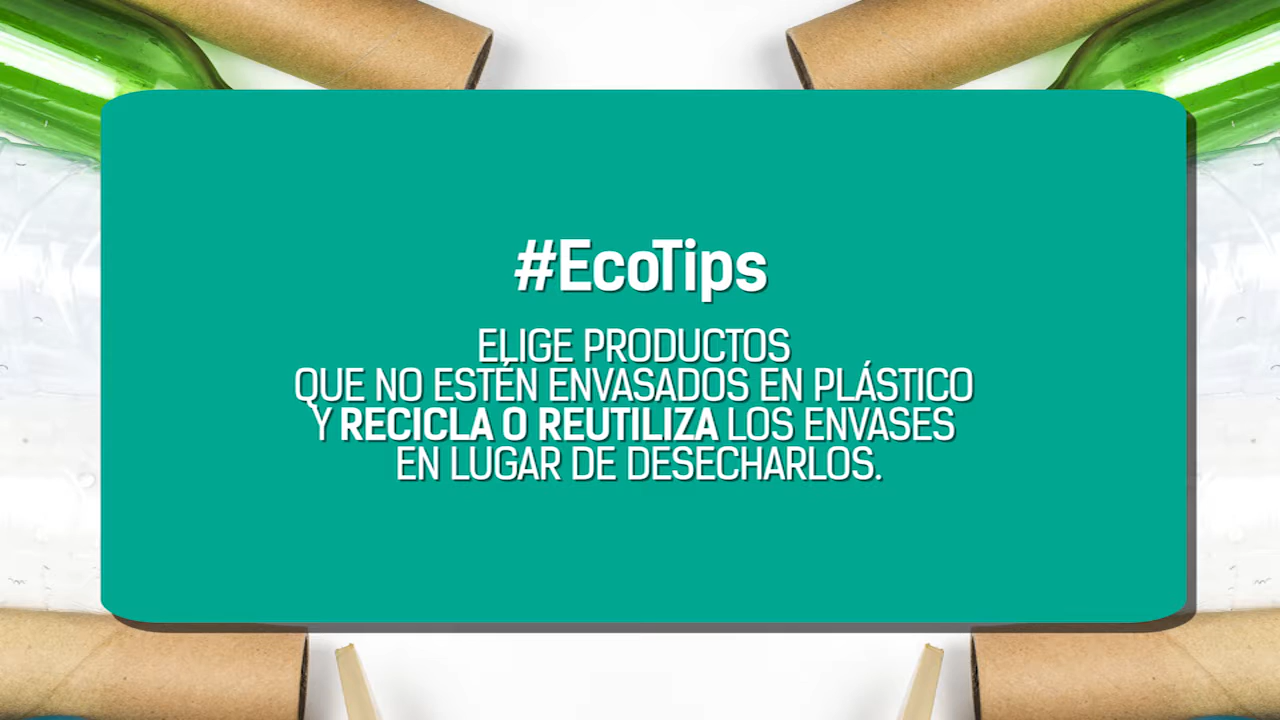 #EcoTips
ELIGE PRODUCTOS
QUE NO ESTÉN ENVASADOS EN PLÁSTICO
Y RECICLA O REUTILIZA LOS ENVASES
EN LUGAR DE DESECHARLOS.